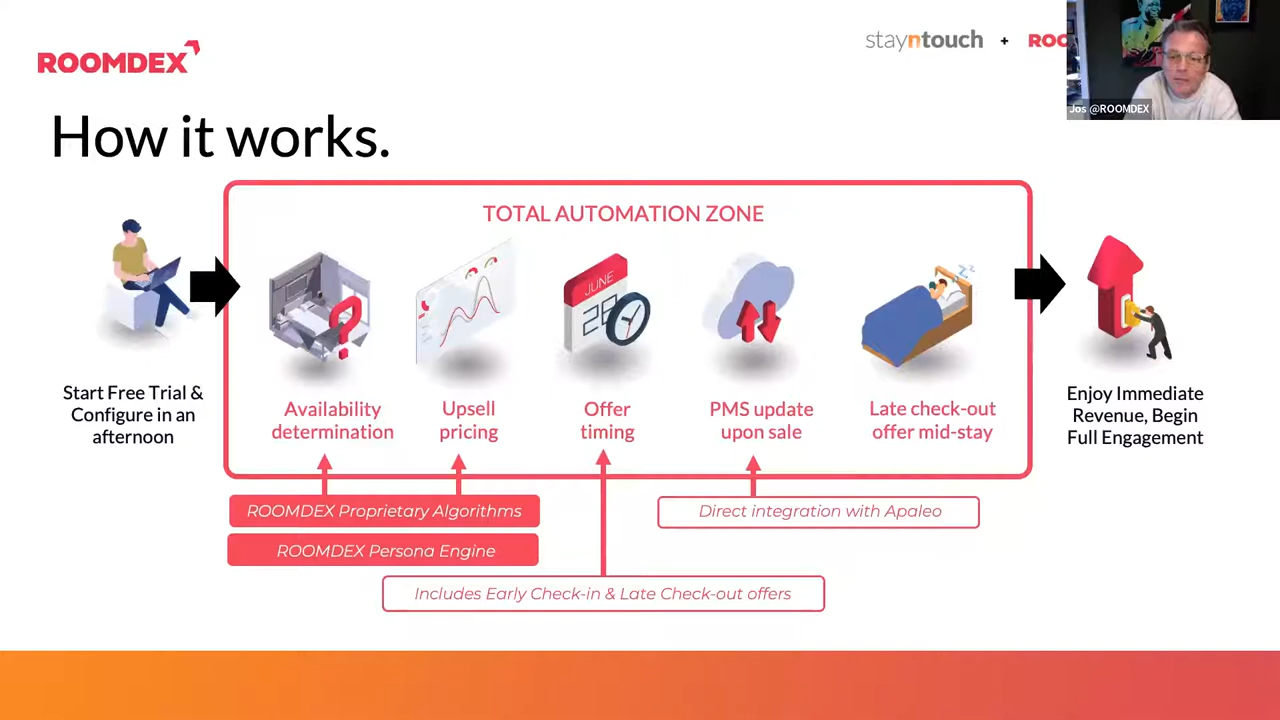 ROOMDEX
stayntouch + ROO
Jos @ROOMDEX
How it works.
TOTAL AUTOMATION ZONE
JUNE
28
Start Free Trial &
Configure in an
afternoon
Availability
determination
Upsell
pricing
Offer
timing
PMS update
upon sale
Late check-out
offer mid-stay
Enjoy Immediate
Revenue, Begin
Full Engagement
ROOMDEX Proprietary Algorithms
Direct integration with Apaleo
ROOMDEX Persona Engine
Includes Early Check-in & Late Check-out offers